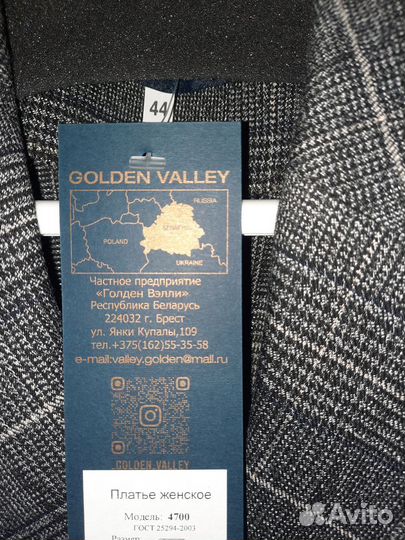 44
GOLDEN VALLEY
RUSSIA
BELARUS
POLAND
UKRAINE
Частное предприятие
«Голден Вэлли»
Республика Беларусь
224032 г. Брест
ул. Янки Купалы,109
тел.+375(162)55-35-58
e-mail:valley.golden@mail.ru
GOLDEN VALLEY
Платье женское
Модель: 4700
ГОСТ 25294-2003
Размер:
Avito